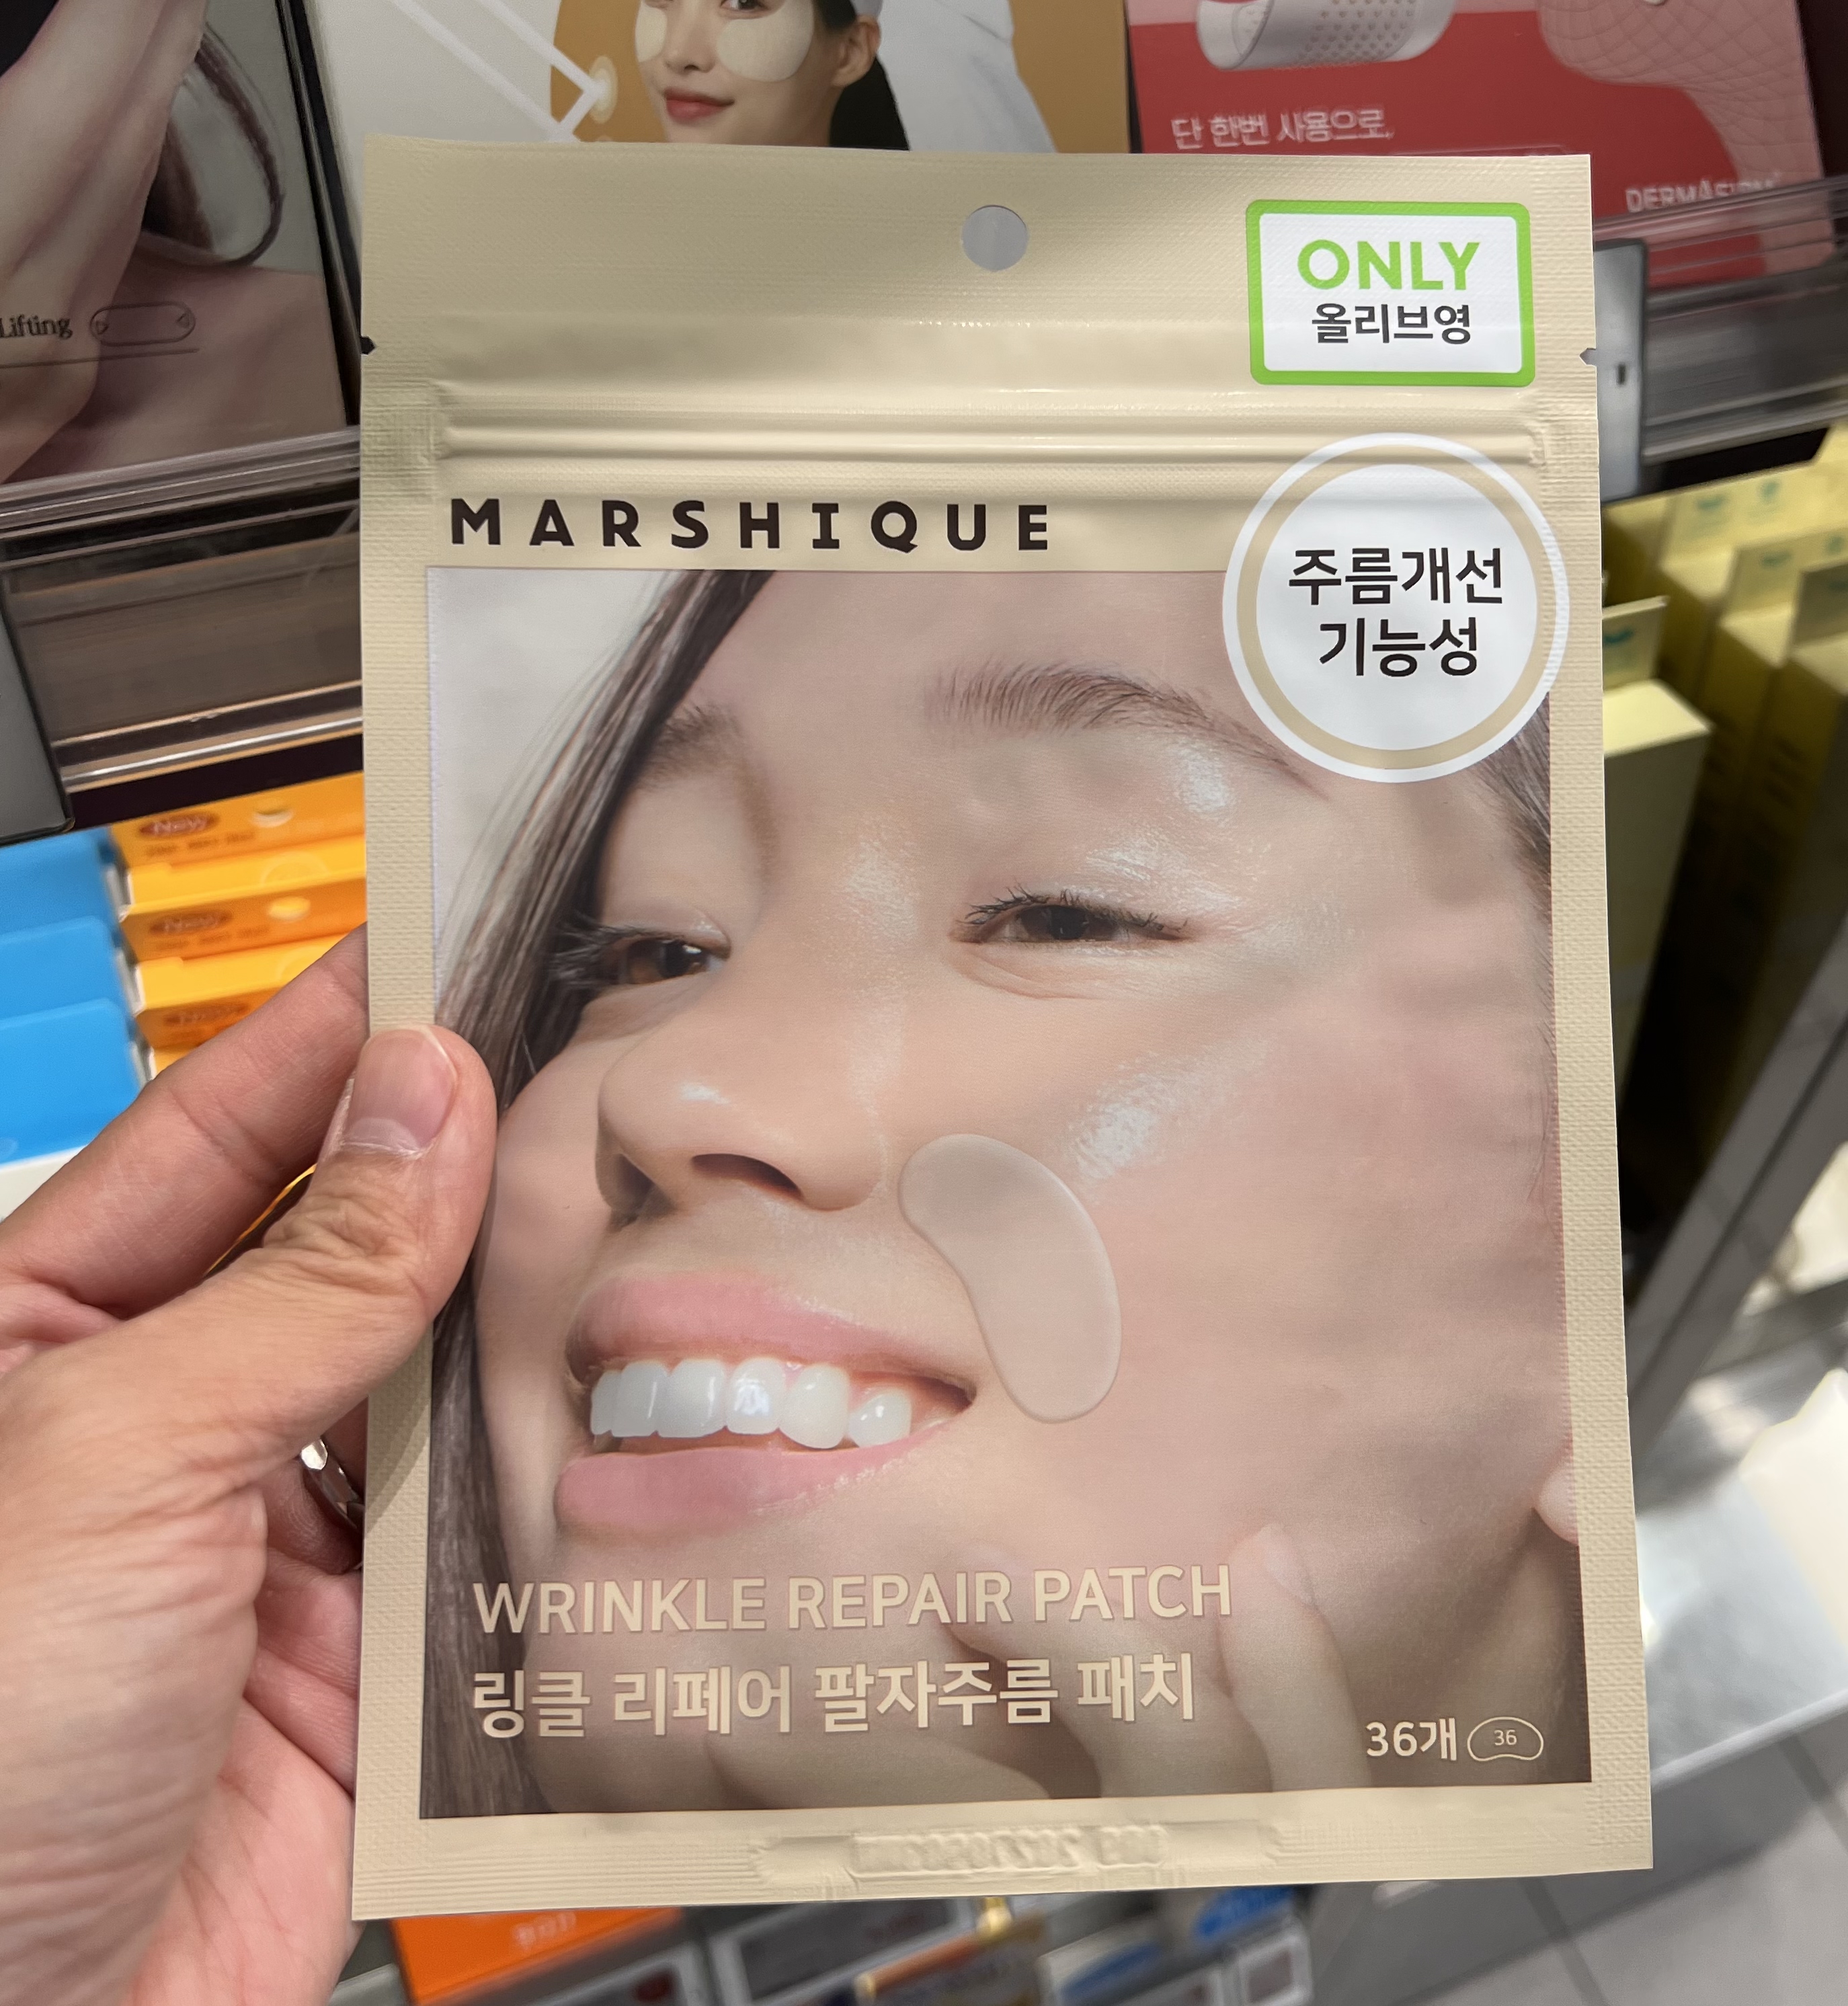 단 한번 사용으로,
Lifting
ONLY
올리브영
MARSHIQUE
주름개선
기능성
New
WRINKLE REPAIR PATCH
링클 리페어 팔자주름 패치
36개 36